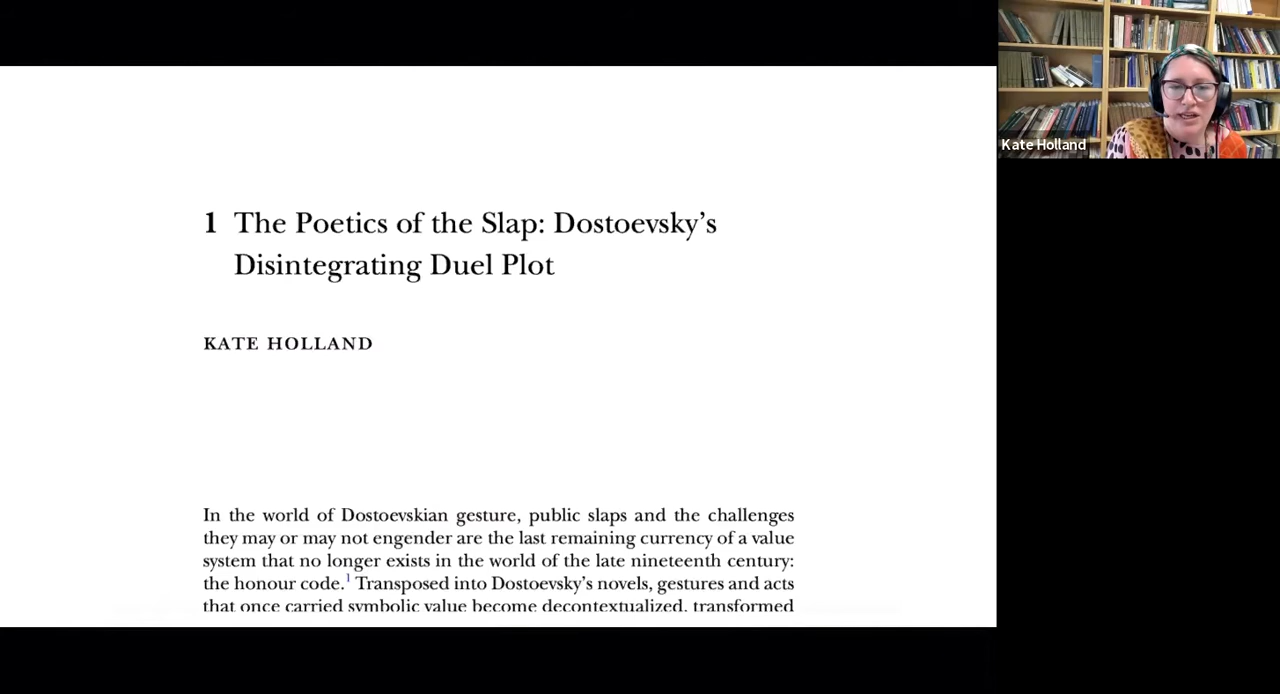 1 The Poetics of the Slap: Dostoevsky’s
Disintegrating Duel Plot
KATE HOLLAND
In the world of Dostoevskian gesture, public slaps and the challenges
they may or may not engender are the last remaining currency of a value
system that no longer exists in the world of the late nineteenth century:
the honour code.1 Transposed into Dostoevsky’s novels, gestures and acts
that once carried symbolic value become decontextualized, transformed
Kate Holland